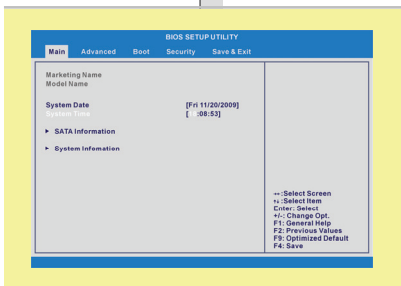 BIOS SETUP UTILITY
Main Advanced Boot Security Save & Exit
Marketing Name
Model Name
System Date [Fri 11/20/2009]
System Time [ :08:53]
► SATA Information
► System Infomation
↔:Select Screen
↑↓:Select Item
Enter: Select
+/-: Change Opt.
F1: General Help
F2: Previous Values
F9: Optimized Default
F4: Save